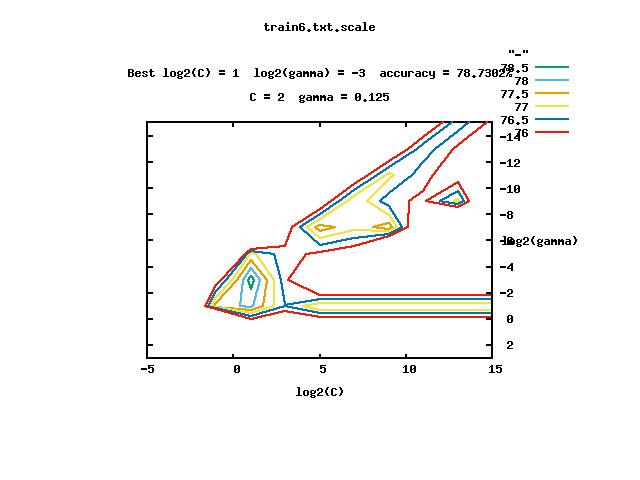 train6.txt.scale
"-"
Best log2(C) = 1 log2(gamma) = -3 accuracy = 78.7302%
78.5
78
77.5
C = 2 gamma = 0.125
77
76.5
76
-14
-12
-10
-8
-6
log2(gamma)
-4
-2
0
2
-5 0 5 10 15
log2(C)